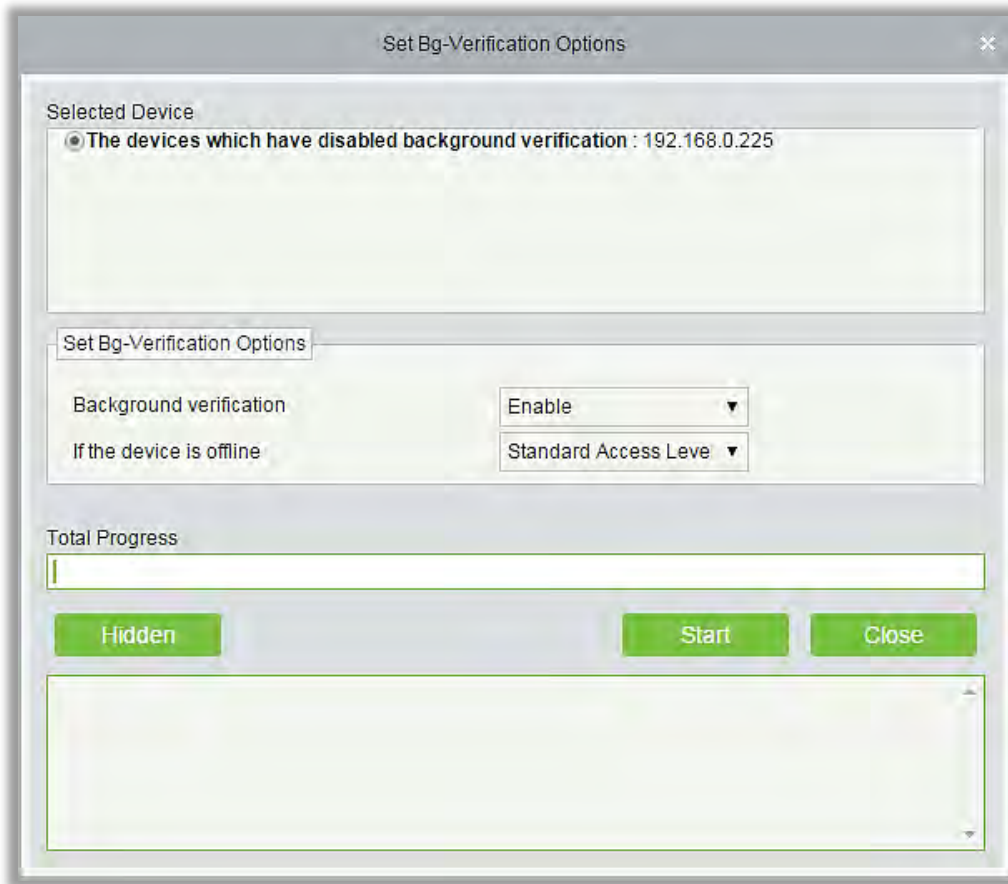 Set Bg-Verification Options
Selected Device
The devices which have disabled background verification : 192.168.0.225
Set Bg-Verification Options
Background verification Enable
If the device is offline Standard Access Leve
Total Progress
Hidden Start Close